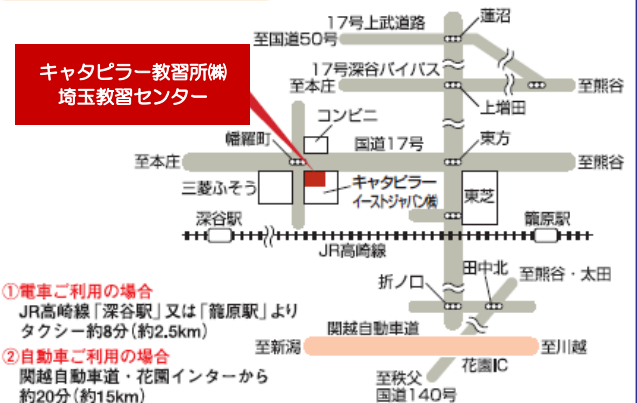 17号上武道路
蓮沼
至国道50号
キャタピラー教習所㈱
埼玉教習センター
17号深谷バイパス
至本庄
至熊谷
上増田
コンビニ
幡羅町
国道17号
東方
至本庄
至熊谷
三菱ふそう
キャタピラー
イーストジャパン㈱
東芝
深谷駅
籠原駅
JR高崎線
田中北
至熊谷・太田
折ノ口
①電車ご利用の場合
JR高崎線「深谷駅」又は「籠原駅」より
タクシー約8分(約2.5km)
関越自動車道
至新潟
至川越
②自動車ご利用の場合
関越自動車道・花園インターから
約20分(約15km)
花園IC
至秩父
国道140号